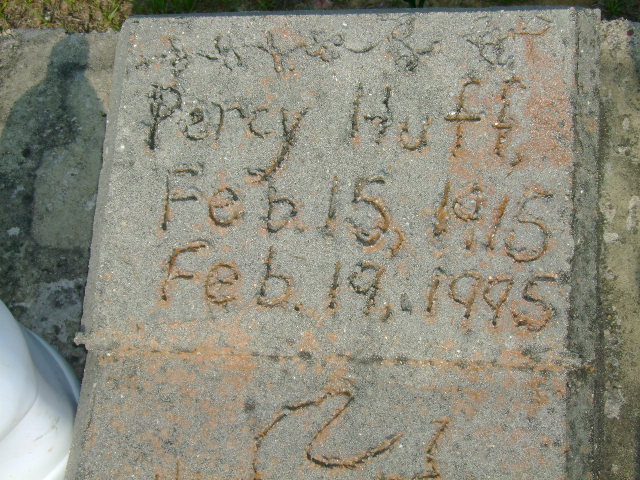 Percy Huff,
Feb. 15, 1915
Feb. 19, 1995